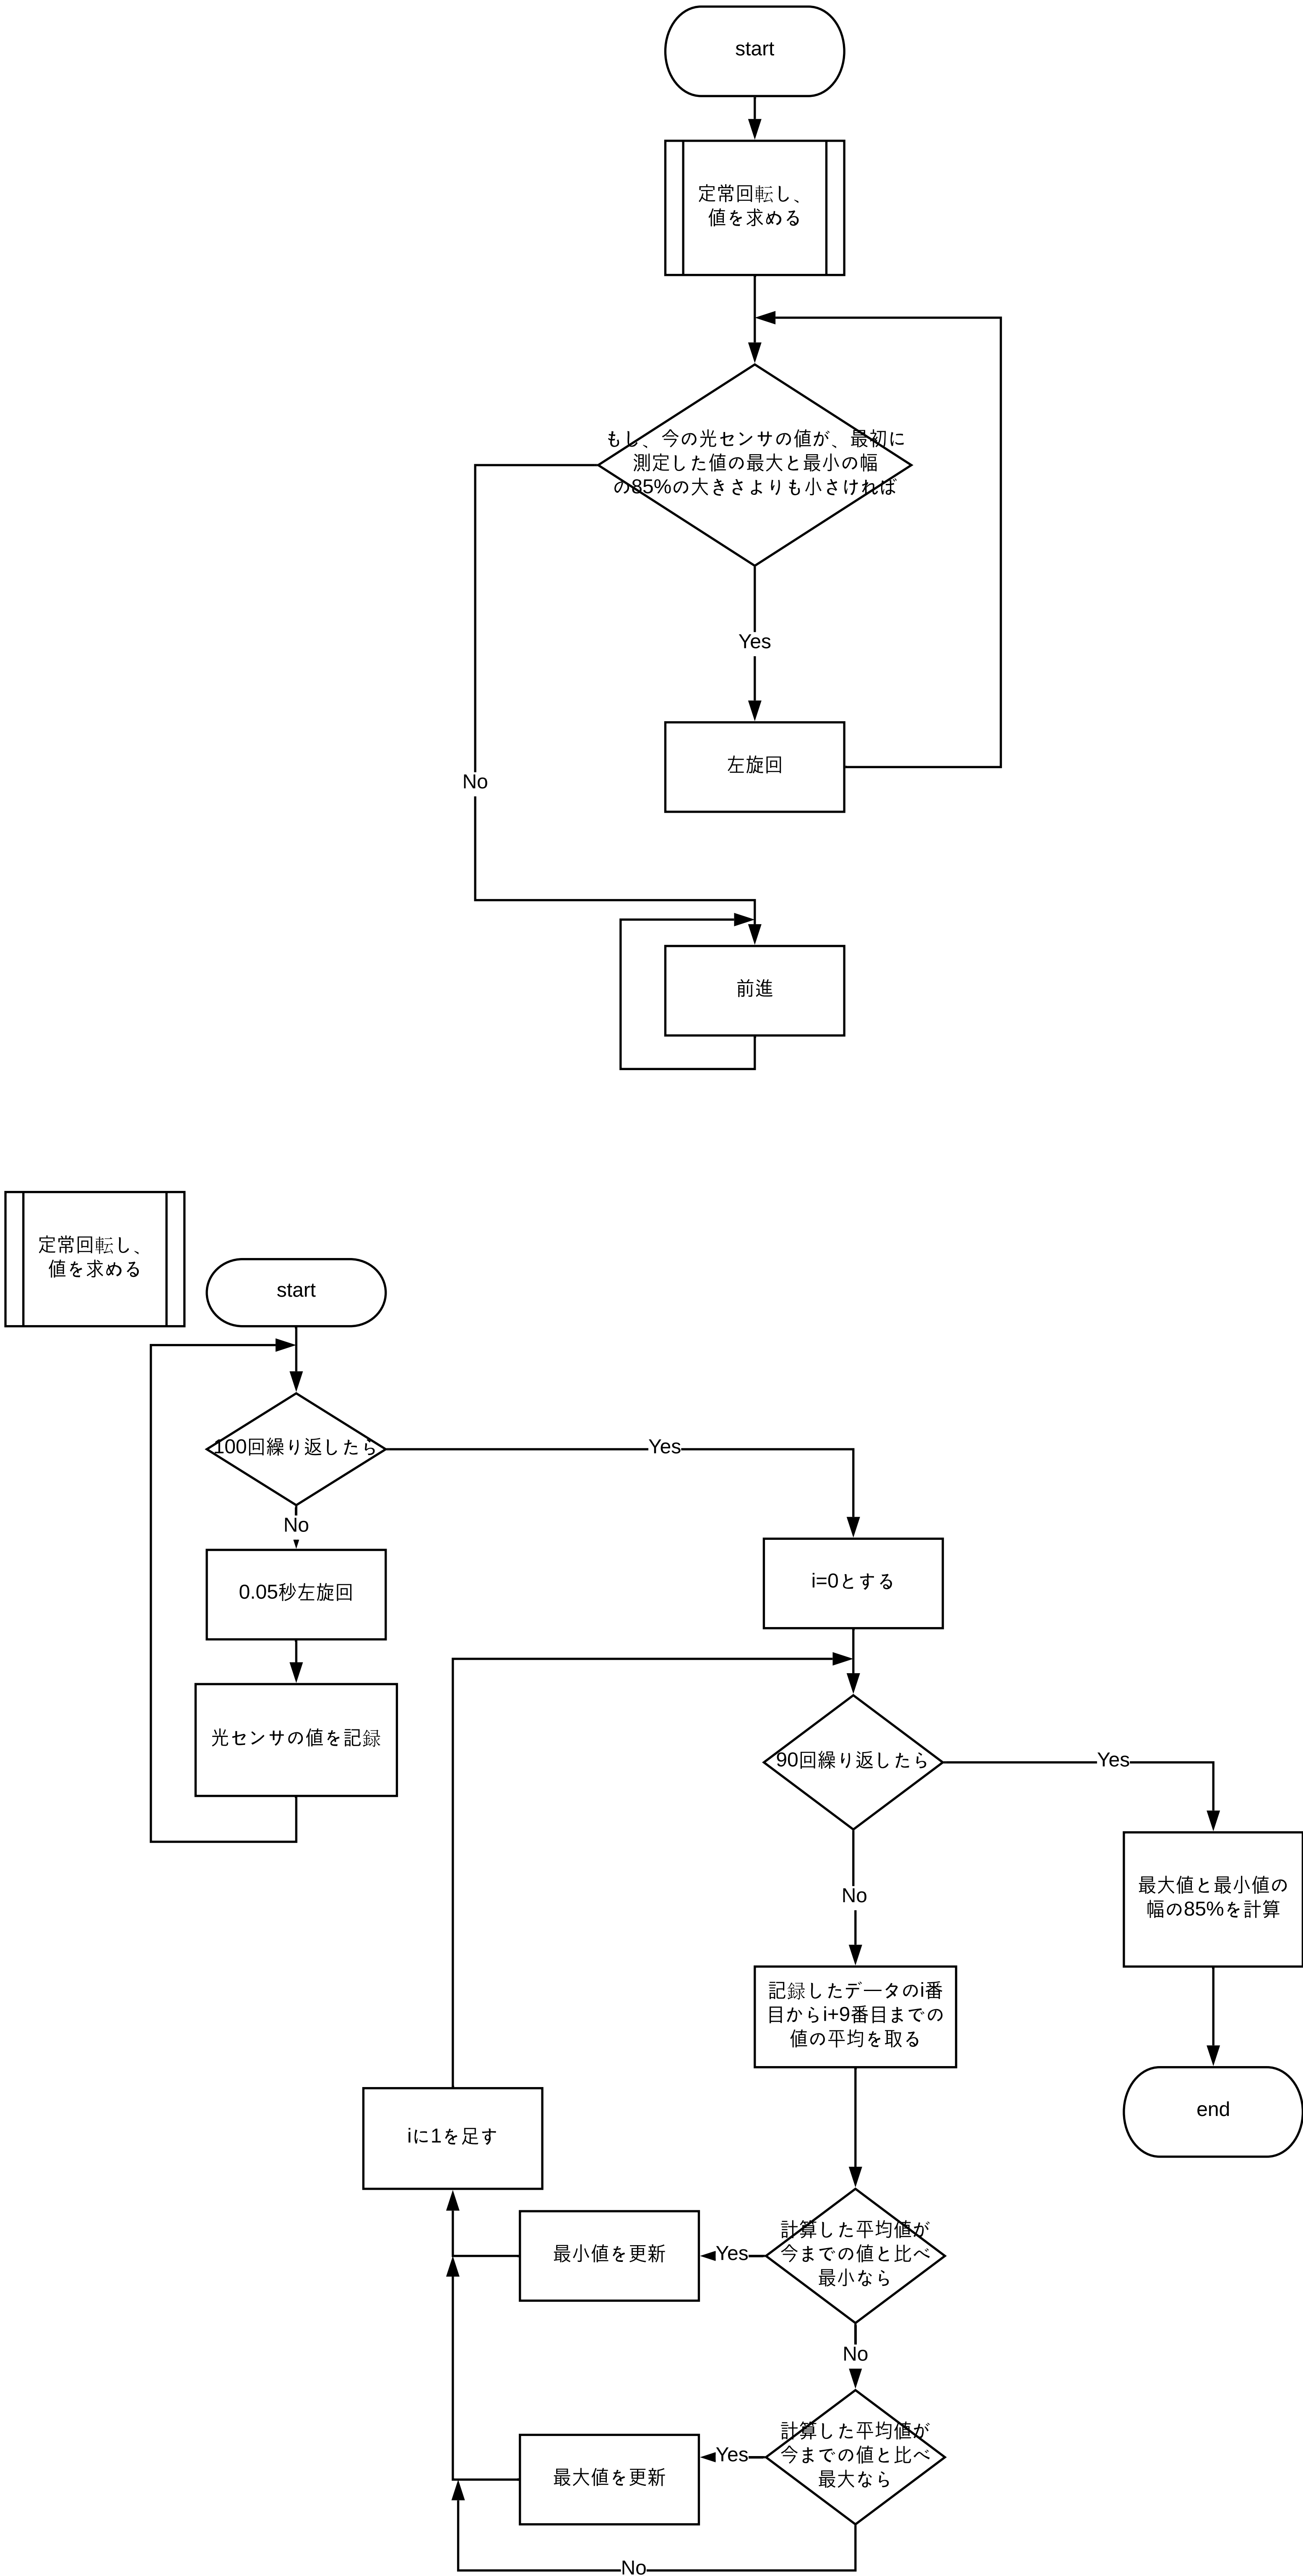 start
定常回転し、
値を求める
もし、今の光センサの値が、最初に
測定した値の最大と最小の幅
の85%の大きさよりも小さければ
Yes
左旋回
No
前進
定常回転し、
値を求める
start
100回繰り返したら
Yes
No
0.05秒左旋回
i=0とする
光センサの値を記録
90回繰り返したら
Yes
No
最大値と最小値の
幅の85%を計算
記録したデータのi番
目からi+9番目までの
値の平均を取る
end
iに1を足す
計算した平均値が
今までの値と比べ
最小なら
Yes
最小値を更新
No
計算した平均値が
今までの値と比べ
最大なら
Yes
最大値を更新
No